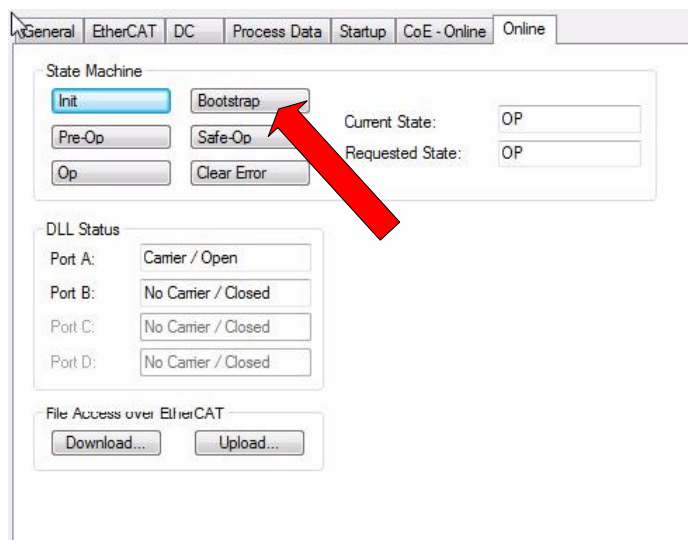 General EtherCAT DC Process Data Startup CoE - Online Online
State Machine
Init Bootstrap
Current State: OP
Pre-Op Safe-Op
Requested State: OP
Op Clear Error
DLL Status
Port A: Carrier / Open
Port B: No Carrier / Closed
Port C: No Carrier / Closed
Port D: No Carrier / Closed
File Access over EtherCAT
Download... Upload...